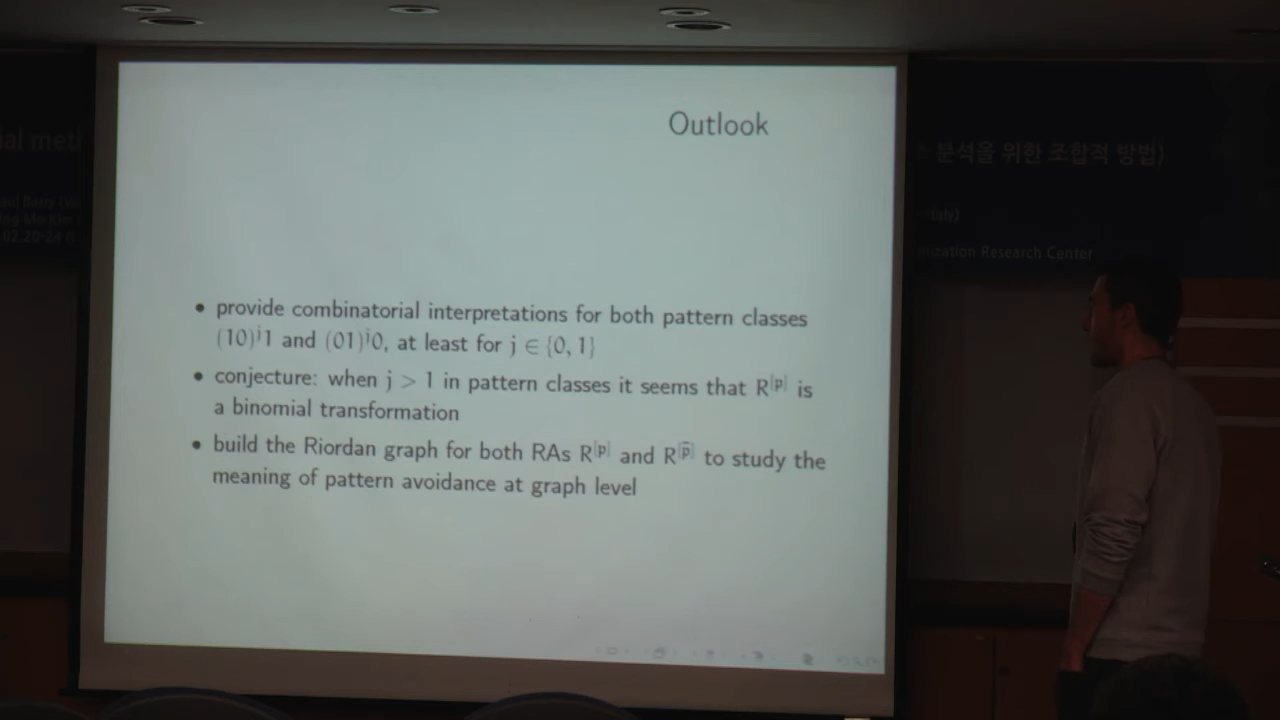 Outlook
• provide combinatorial interpretations for both pattern classes
(10)ʲ1 and (01)ʲ0, at least for j ∈ {0, 1}
• conjecture: when j > 1 in pattern classes it seems that R^[p] is
a binomial transformation
• build the Riordan graph for both RAs R^[p] and R^[p̄] to study the
meaning of pattern avoidance at graph level
분석을 위한 조합적 방법)
Italy)
Research Center